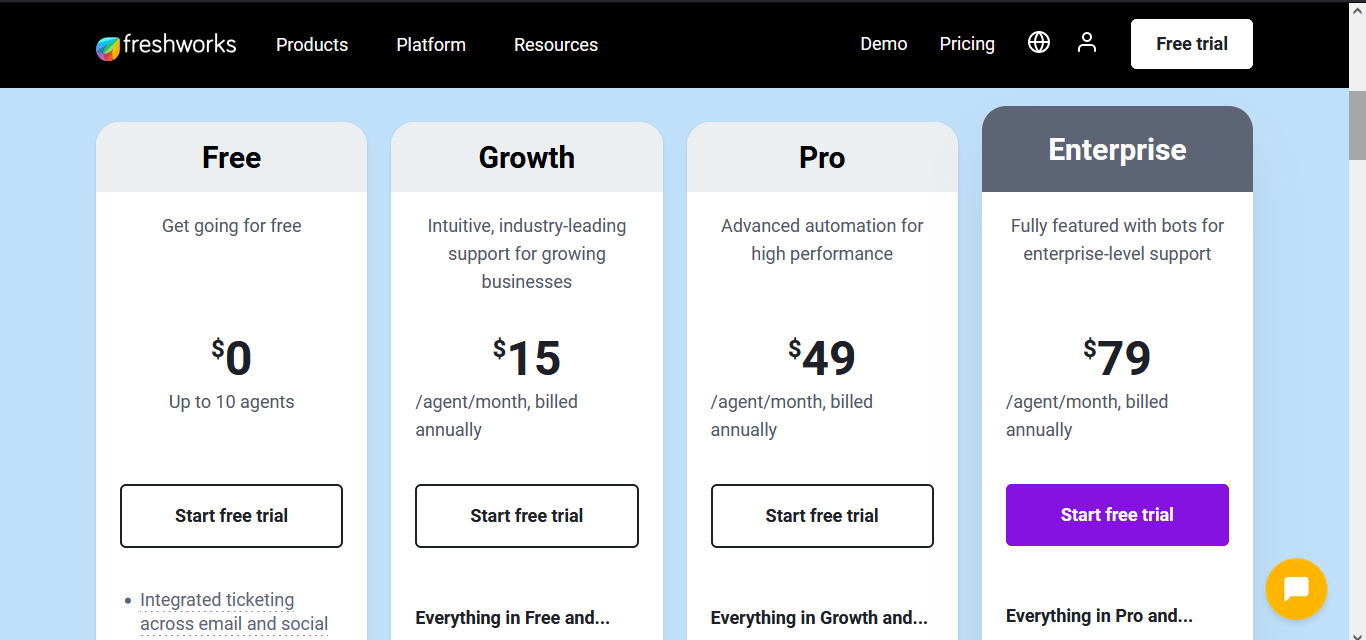 freshworks
Products
Platform
Resources
Demo
Pricing
Free trial
Free
Get going for free
$0
Up to 10 agents
Start free trial
• Integrated ticketing
across email and social
Growth
Intuitive, industry-leading
support for growing
businesses
$15
/agent/month, billed
annually
Start free trial
Everything in Free and...
Pro
Advanced automation for
high performance
$49
/agent/month, billed
annually
Start free trial
Everything in Growth and...
Enterprise
Fully featured with bots for
enterprise-level support
$79
/agent/month, billed
annually
Start free trial
Everything in Pro and...